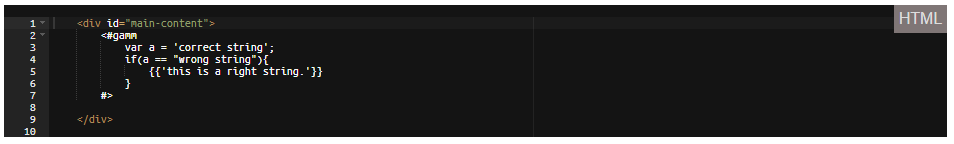 HTML
1 <div id="main-content">
2 <#gamm
3 var a = 'correct string';
4 if(a == "wrong string"){
5 {{'this is a right string.'}}
6 }
7 #>
8
9 </div>
10